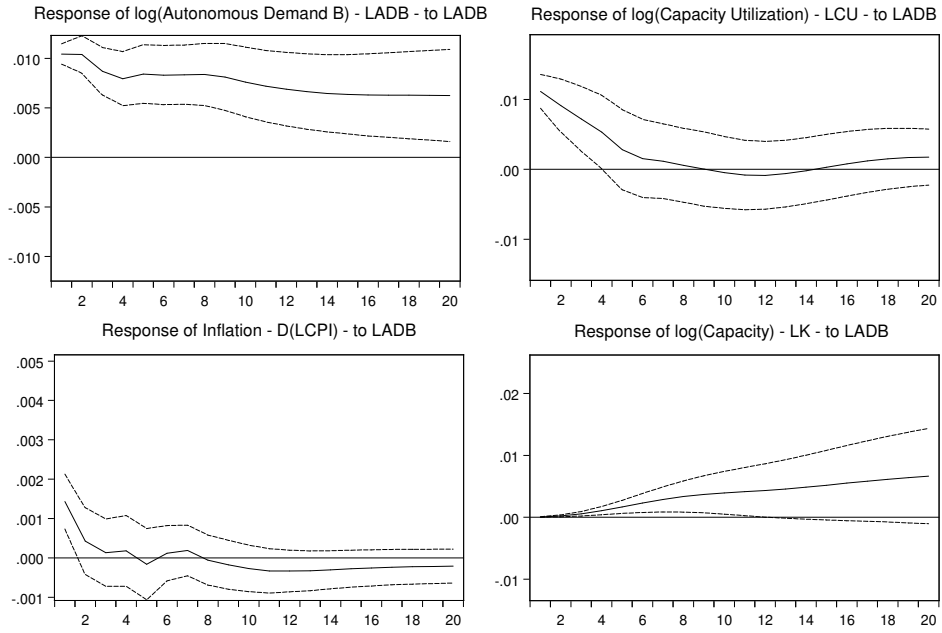 Response of log(Autonomous Demand B) - LADB - to LADB
.010
.005
.000
-.005
-.010
2 4 6 8 10 12 14 16 18 20
Response of log(Capacity Utilization) - LCU - to LADB
.01
.00
-.01
2 4 6 8 10 12 14 16 18 20
Response of Inflation - D(LCPI) - to LADB
.005
.004
.003
.002
.001
.000
-.001
2 4 6 8 10 12 14 16 18 20
Response of log(Capacity) - LK - to LADB
.02
.01
.00
-.01
2 4 6 8 10 12 14 16 18 20